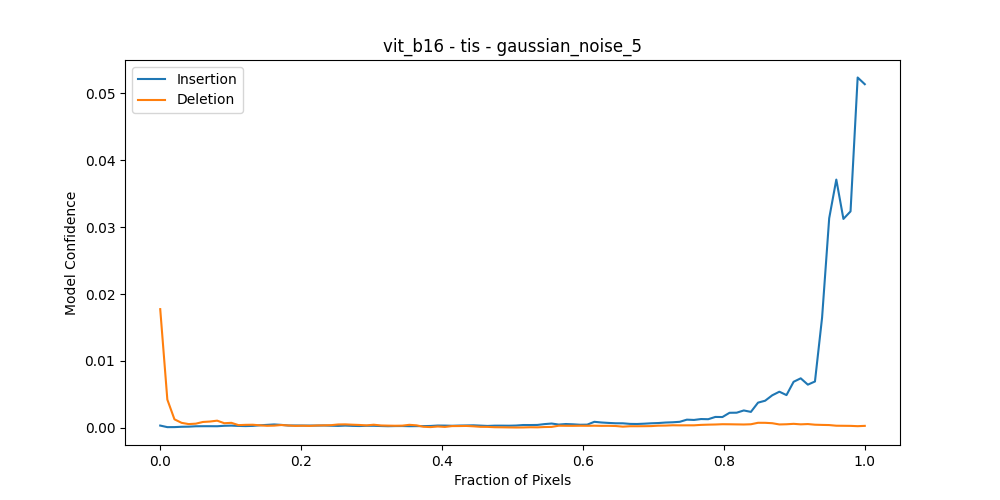 vit_b16 - tis - gaussian_noise_5
Insertion
Deletion
0.05
0.04
0.03
0.02
0.01
0.00
Model Confidence
0.0 0.2 0.4 0.6 0.8 1.0
Fraction of Pixels